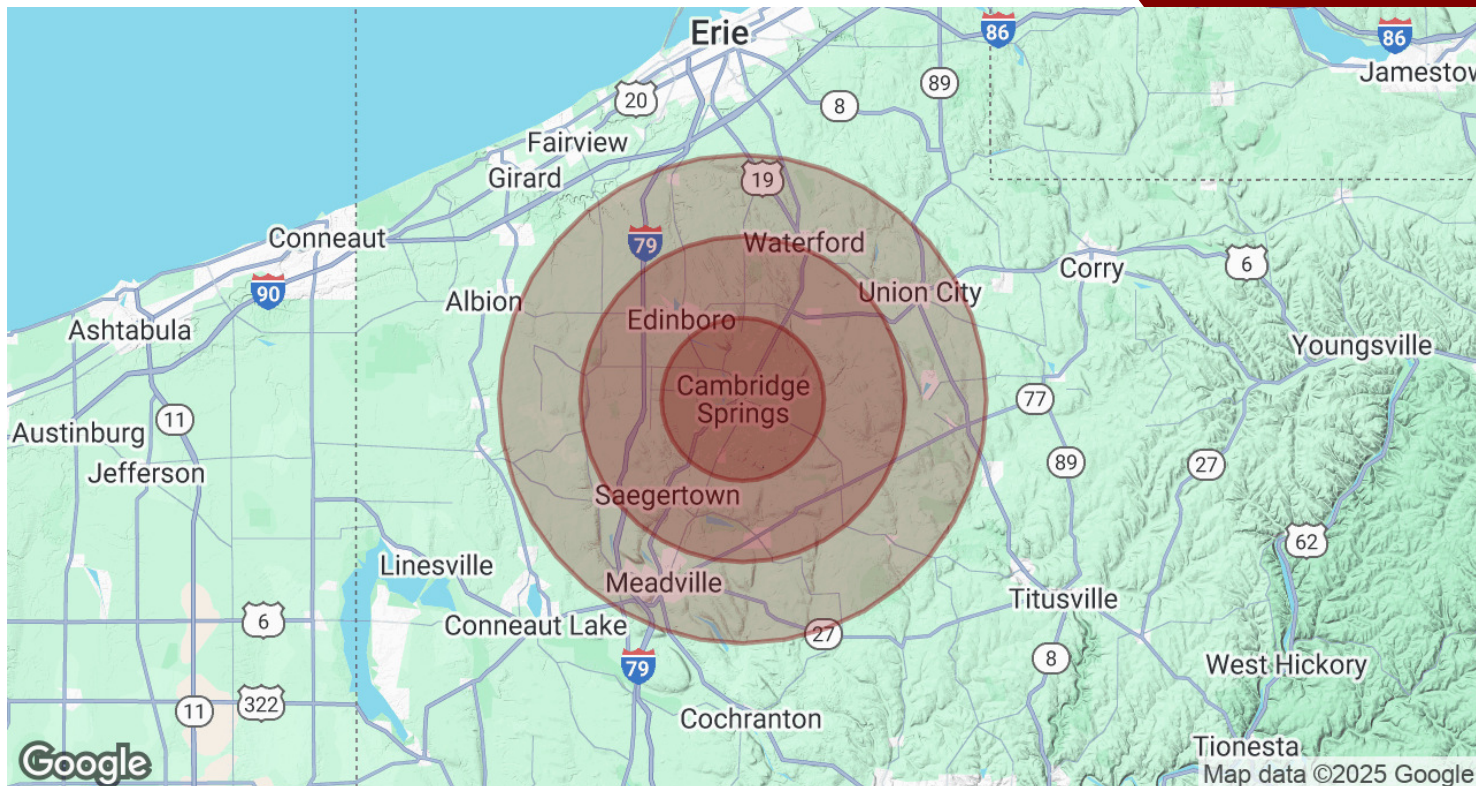 Erie
86
86
Jamestow
89
20
8
Fairview
Girard
19
Conneaut
79
Waterford
Corry
6
90
Albion
Union City
Ashtabula
Edinboro
Youngsville
Cambridge
Springs
77
11
Austinburg
Jefferson
89
27
Saegertown
62
Linesville
Meadville
Titusville
6
Conneaut Lake
27
8
79
West Hickory
322
11
Cochranton
Tionesta
Google
Map data ©2025 Google